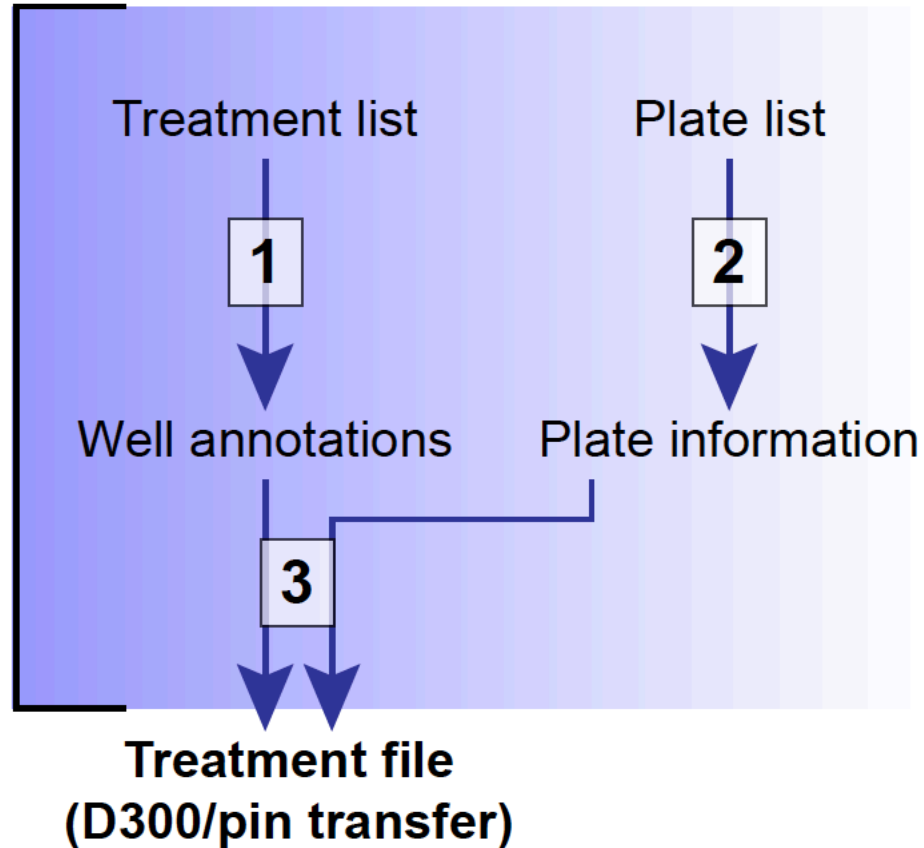 Treatment list
Plate list
1
2
Well annotations
Plate information
3
Treatment file
(D300/pin transfer)